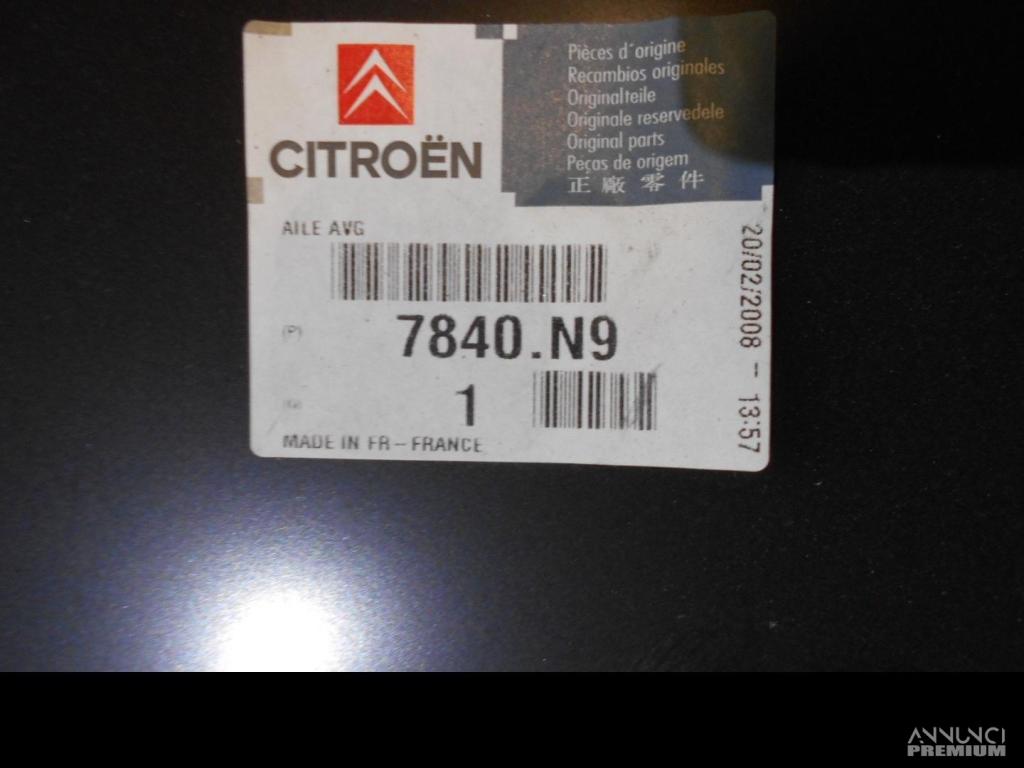 CITROËN
Pièces d'origine
Recambios originales
Originalteile
Originale reservedele
Original parts
Peças de origem
正廠零件
AILE AVG
(P)
7840.N9
1
MADE IN FR - FRANCE
20/02/2008 - 13:57
ANNUNCI
PREMIUM